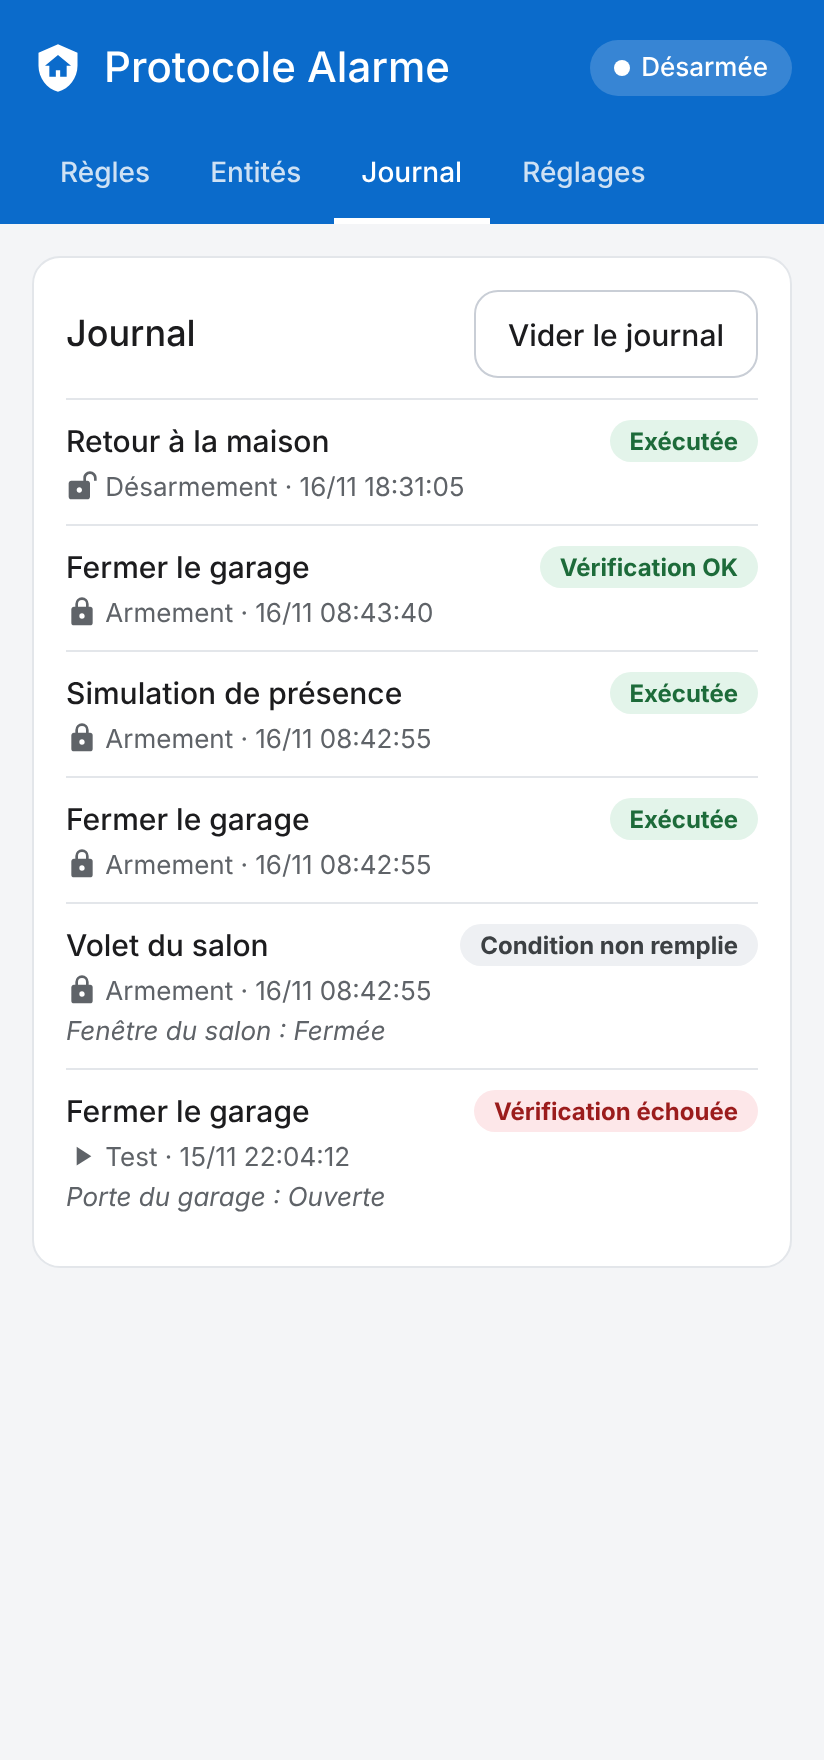 Protocole Alarme
Désarmée
Règles
Entités
Journal
Réglages
Journal
Vider le journal
Retour à la maison
Exécutée
Désarmement · 16/11 18:31:05
Fermer le garage
Vérification OK
Armement · 16/11 08:43:40
Simulation de présence
Exécutée
Armement · 16/11 08:42:55
Fermer le garage
Exécutée
Armement · 16/11 08:42:55
Volet du salon
Condition non remplie
Armement · 16/11 08:42:55
Fenêtre du salon : Fermée
Fermer le garage
Vérification échouée
Test · 15/11 22:04:12
Porte du garage : Ouverte